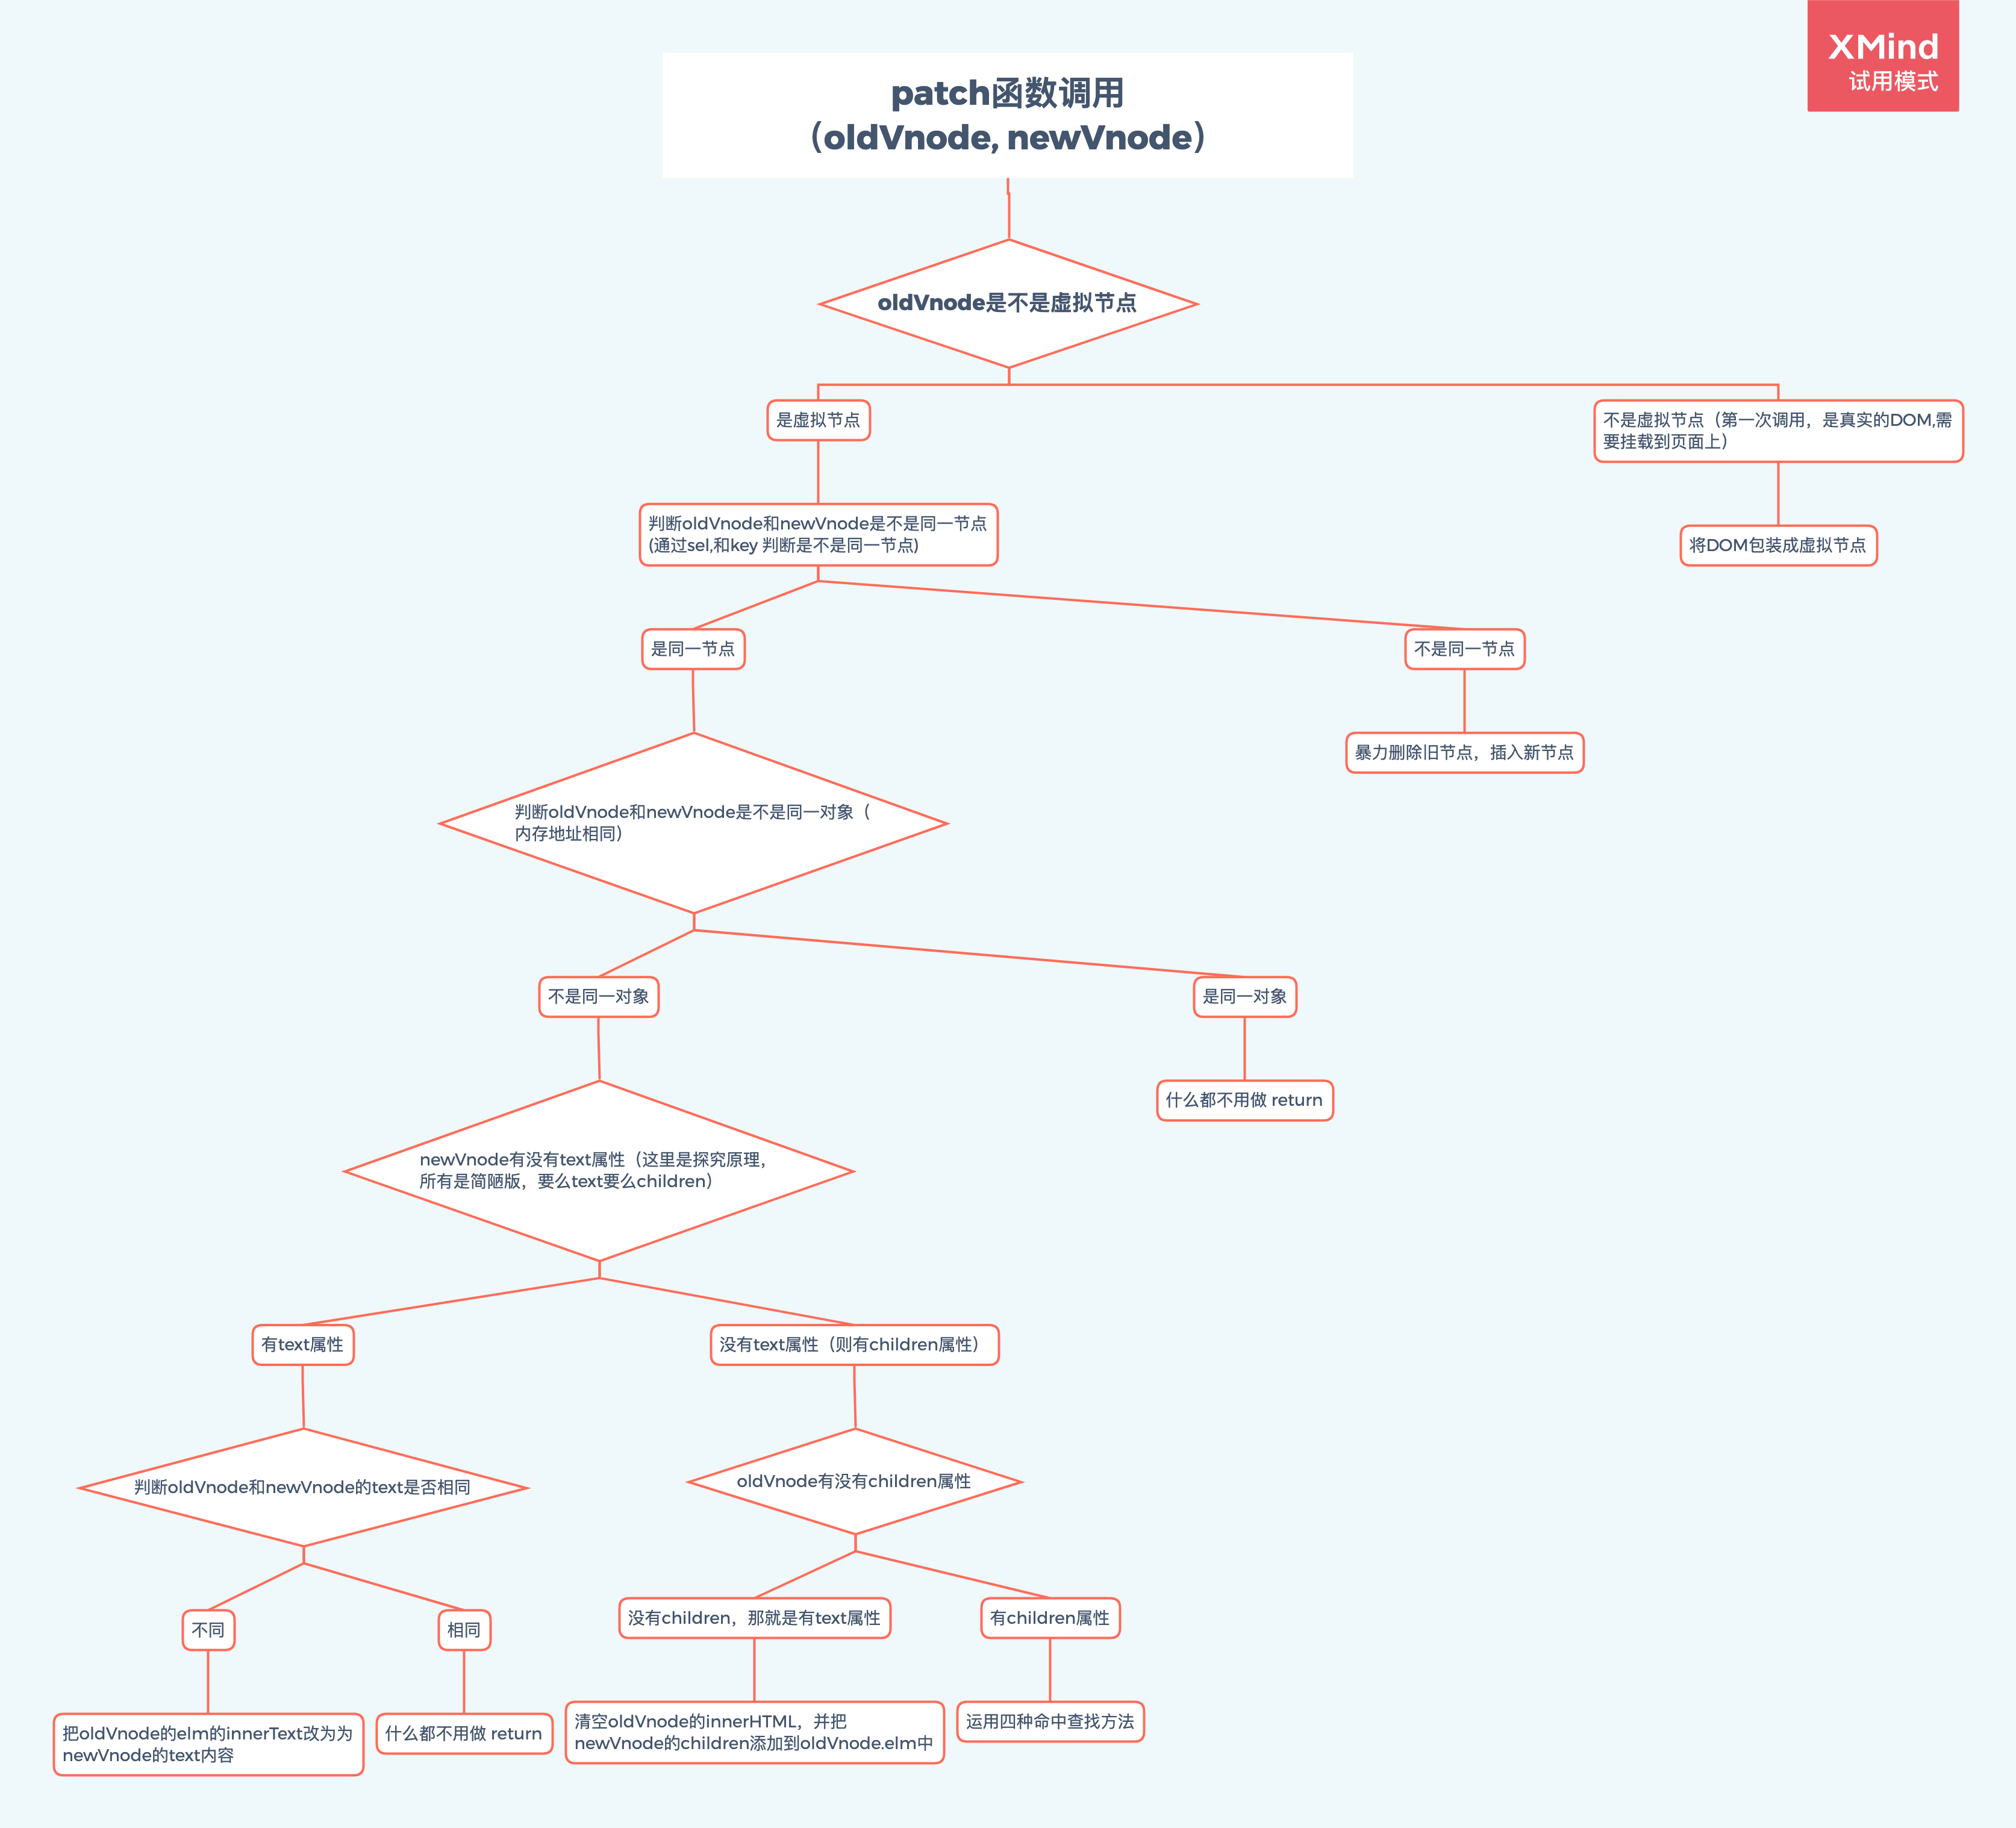 XMind
试用模式
patch函数调用
（oldVnode, newVnode）
oldVnode是不是虚拟节点
是虚拟节点
不是虚拟节点（第一次调用，是真实的DOM,需
要挂载到页面上）
判断oldVnode和newVnode是不是同一节点
(通过sel,和key 判断是不是同一节点)
将DOM包装成虚拟节点
是同一节点
不是同一节点
暴力删除旧节点，插入新节点
判断oldVnode和newVnode是不是同一对象（
内存地址相同）
不是同一对象
是同一对象
什么都不用做 return
newVnode有没有text属性（这里是探究原理，
所有是简陋版，要么text要么children）
有text属性
没有text属性（则有children属性）
判断oldVnode和newVnode的text是否相同
oldVnode有没有children属性
不同
相同
没有children，那就是有text属性
有children属性
把oldVnode的elm的innerText改为为
newVnode的text内容
什么都不用做 return
清空oldVnode的innerHTML，并把
newVnode的children添加到oldVnode.elm中
运用四种命中查找方法